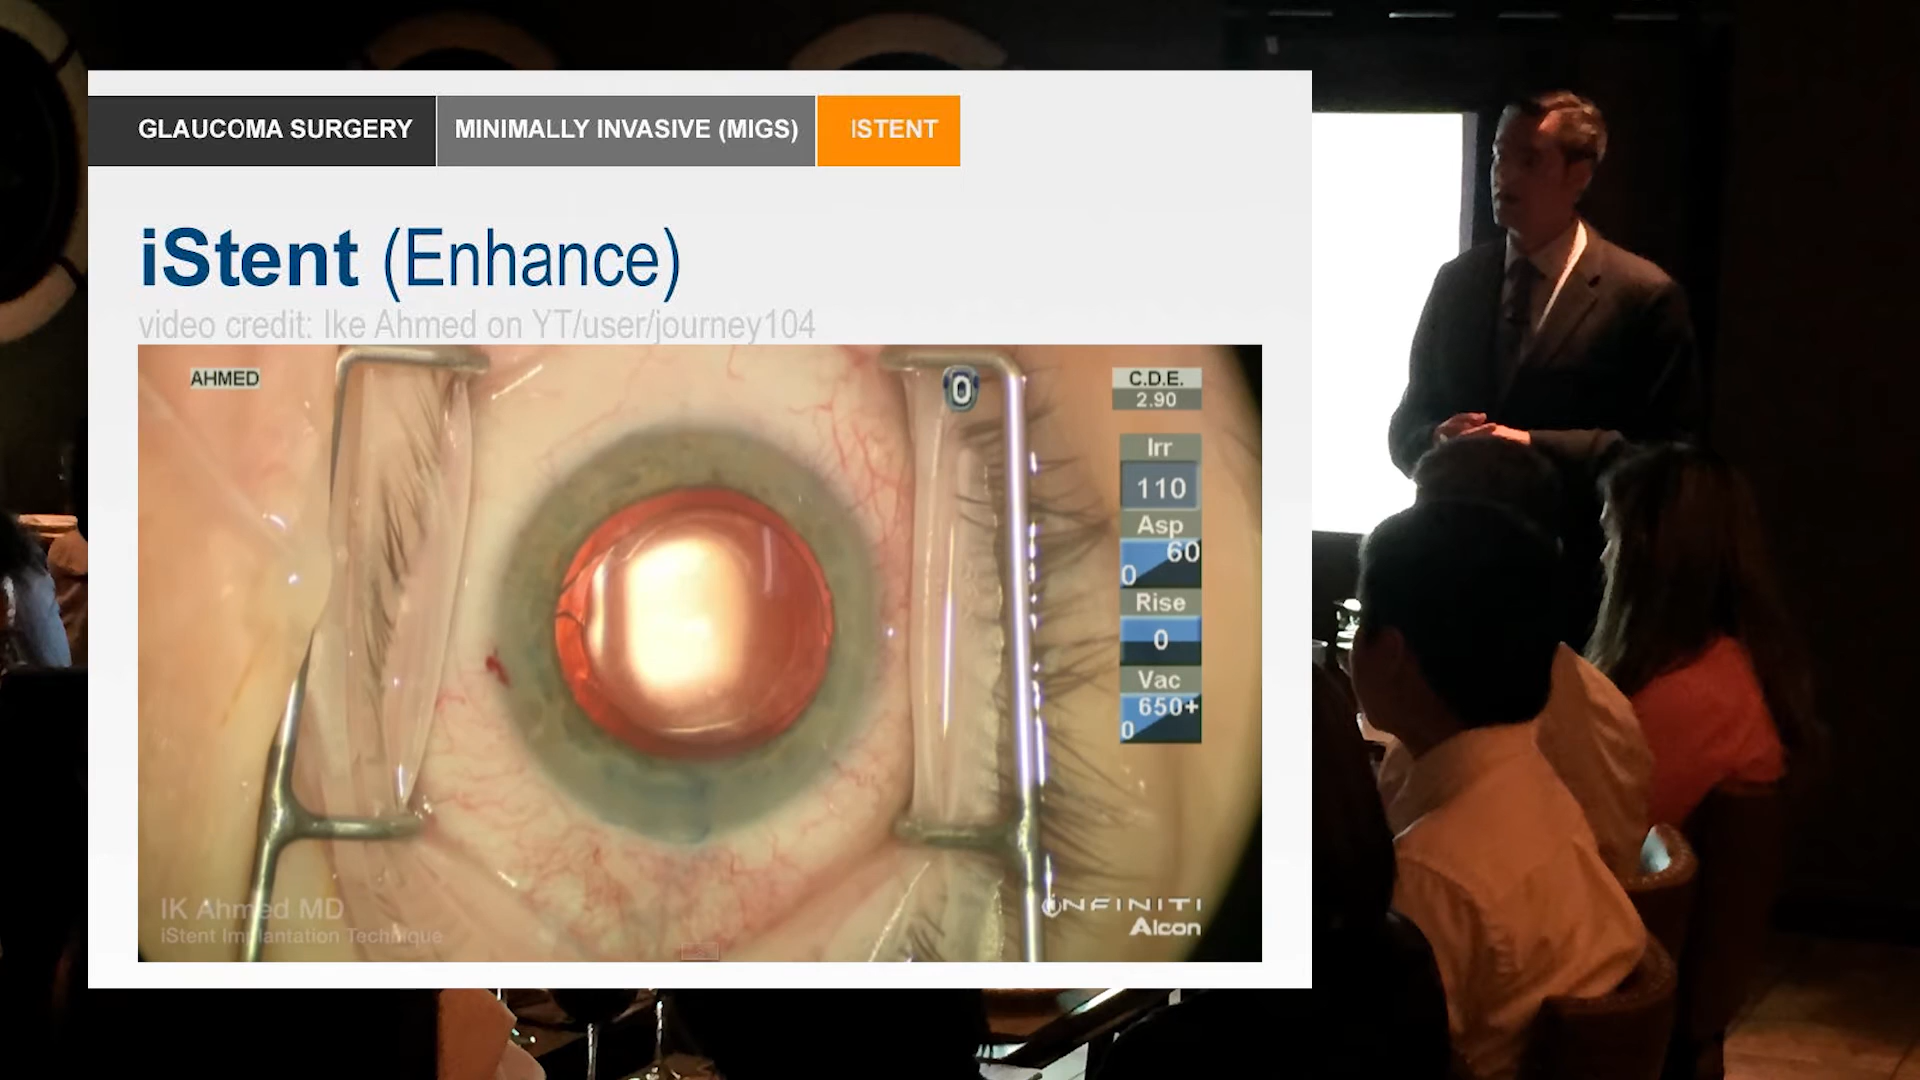 GLAUCOMA SURGERY
MINIMALLY INVASIVE (MIGS)
ISTENT
iStent (Enhance)
video credit: Ike Ahmed on YT/user/journey104
AHMED
0
C.D.E.
2.90
Irr
110
Asp
60
0
Rise
0
Vac
650+
0
IK Ahmed MD
iStent Implantation Technique
INFINITI
Alcon